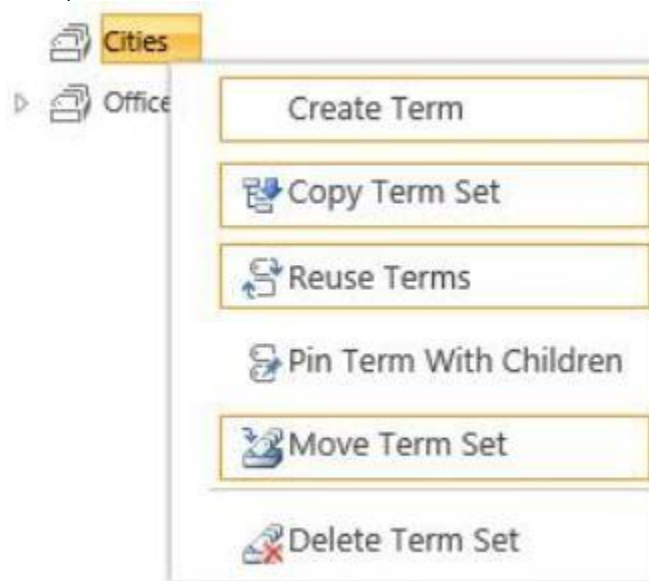 Cities
Office
Create Term
Copy Term Set
Reuse Terms
Pin Term With Children
Move Term Set
Delete Term Set